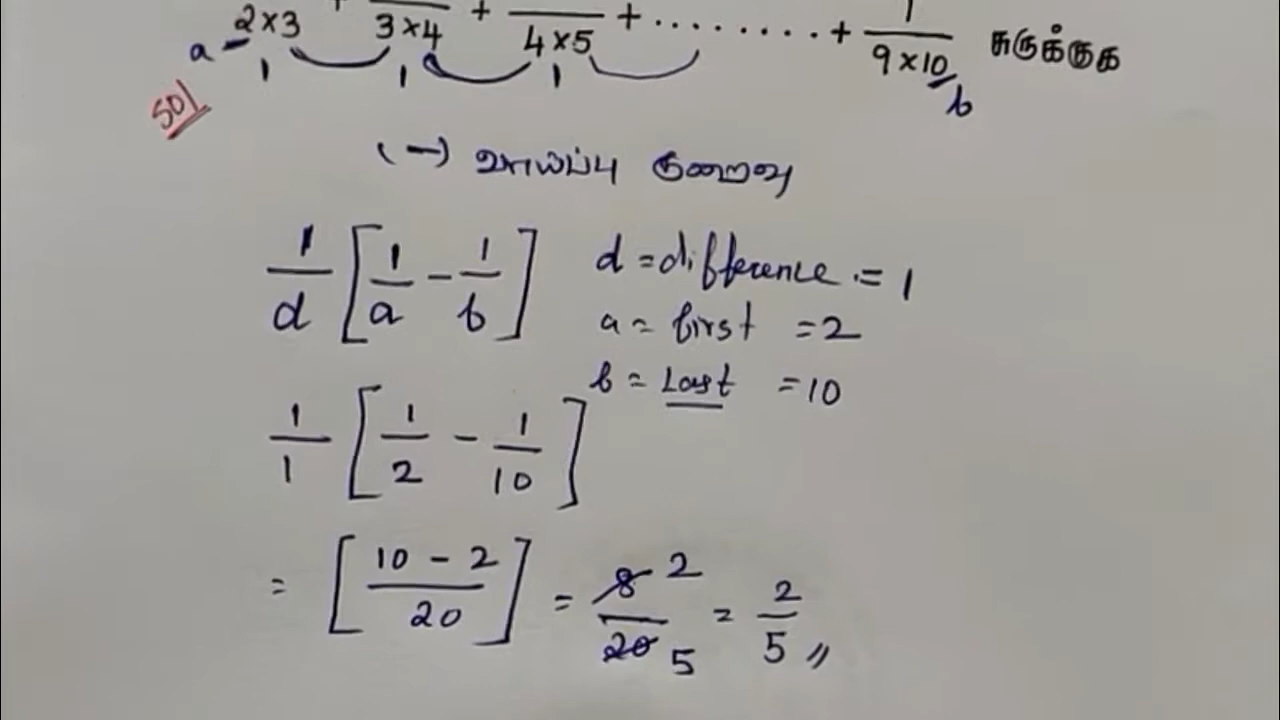 2×3 + 3×4 + 4×5 + ........ + 1/(9×10) சுருக்குக
a 1 1 1 b
Sol
(-) வாய்ப்பு குறைவு
1/d [1/a - 1/b] d = difference = 1
a = first = 2
b = Last = 10
1/1 [1/2 - 1/10]
= [(10 - 2)/20] = 8/20 2 5 = 2/5 //